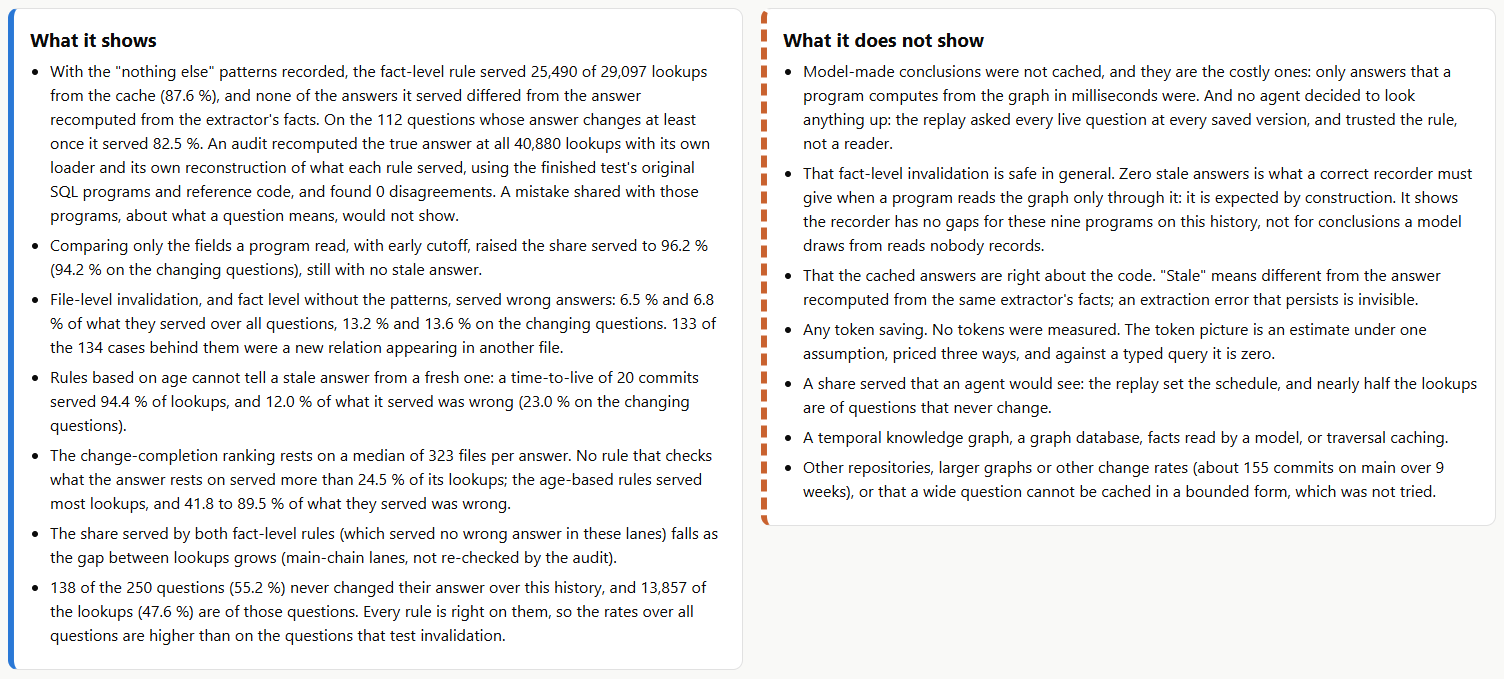 What it shows
With the "nothing else" patterns recorded, the fact-level rule served 25,490 of 29,097 lookups
from the cache (87.6 %), and none of the answers it served differed from the answer
recomputed from the extractor's facts. On the 112 questions whose answer changes at least
once it served 82.5 %. An audit recomputed the true answer at all 40,880 lookups with its own
loader and its own reconstruction of what each rule served, using the finished test's original
SQL programs and reference code, and found 0 disagreements. A mistake shared with those
programs, about what a question means, would not show.
Comparing only the fields a program read, with early cutoff, raised the share served to 96.2 %
(94.2 % on the changing questions), still with no stale answer.
File-level invalidation, and fact level without the patterns, served wrong answers: 6.5 % and 6.8
% of what they served over all questions, 13.2 % and 13.6 % on the changing questions. 133 of
the 134 cases behind them were a new relation appearing in another file.
Rules based on age cannot tell a stale answer from a fresh one: a time-to-live of 20 commits
served 94.4 % of lookups, and 12.0 % of what it served was wrong (23.0 % on the changing
questions).
The change-completion ranking rests on a median of 323 files per answer. No rule that checks
what the answer rests on served more than 24.5 % of its lookups; the age-based rules served
most lookups, and 41.8 to 89.5 % of what they served was wrong.
The share served by both fact-level rules (which served no wrong answer in these lanes) falls as
the gap between lookups grows (main-chain lanes, not re-checked by the audit).
138 of the 250 questions (55.2 %) never changed their answer over this history, and 13,857 of
the lookups (47.6 %) are of those questions. Every rule is right on them, so the rates over all
questions are higher than on the questions that test invalidation.
What it does not show
Model-made conclusions were not cached, and they are the costly ones: only answers that a
program computes from the graph in milliseconds were. And no agent decided to look
anything up: the replay asked every live question at every saved version, and trusted the rule,
not a reader.
That fact-level invalidation is safe in general. Zero stale answers is what a correct recorder must
give when a program reads the graph only through it: it is expected by construction. It shows
the recorder has no gaps for these nine programs on this history, not for conclusions a model
draws from reads nobody records.
That the cached answers are right about the code. "Stale" means different from the answer
recomputed from the same extractor's facts; an extraction error that persists is invisible.
Any token saving. No tokens were measured. The token picture is an estimate under one
assumption, priced three ways, and against a typed query it is zero.
A share served that an agent would see: the replay set the schedule, and nearly half the lookups
are of questions that never change.
A temporal knowledge graph, a graph database, facts read by a model, or traversal caching.
Other repositories, larger graphs or other change rates (about 155 commits on main over 9
weeks), or that a wide question cannot be cached in a bounded form, which was not tried.